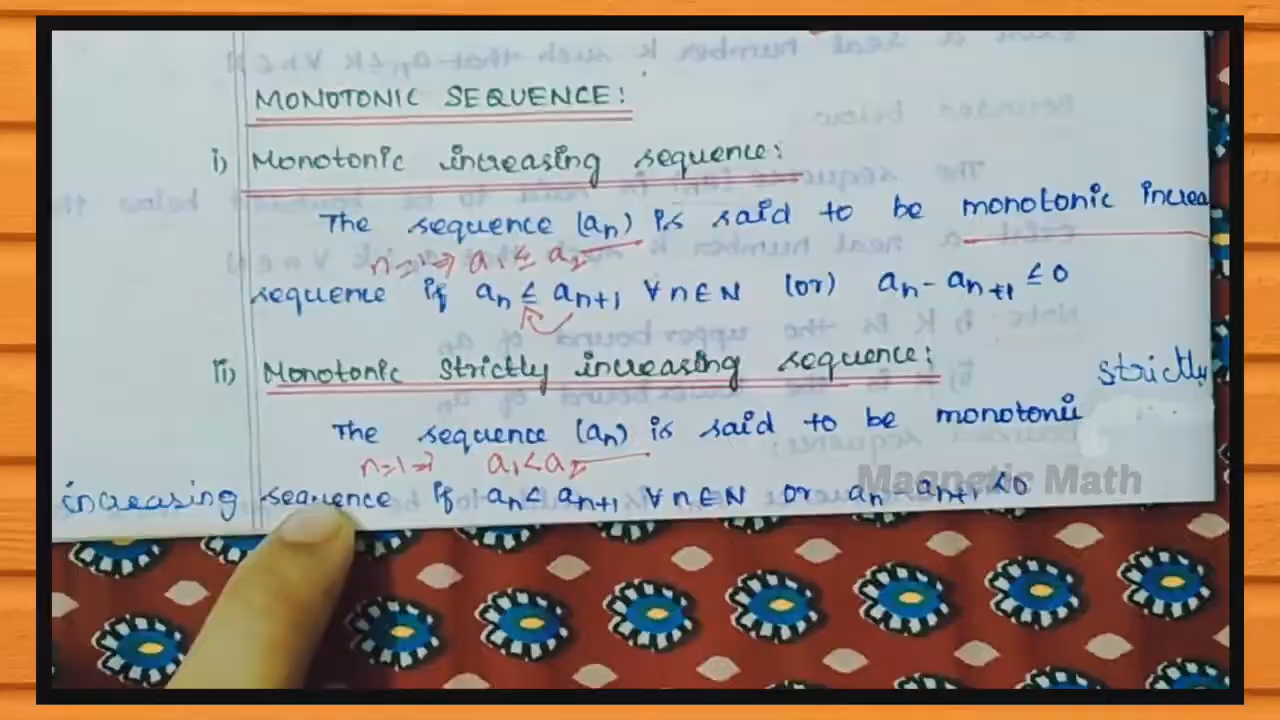 MONOTONIC SEQUENCE:
i) Monotonic increasing sequence:
The sequence (an) is said to be monotonic increa
n=1⇒ a1 ≤ a2
sequence if an ≤ an+1 ∀ n∈N (or) an - an+1 ≤ 0
ii) Monotonic strictly increasing sequence:
strictly
The sequence (an) is said to be monotonic
n=1⇒ a1 < a2
increasing sequence if an < an+1 ∀ n∈N or an - an+1 < 0
Magnetic Math